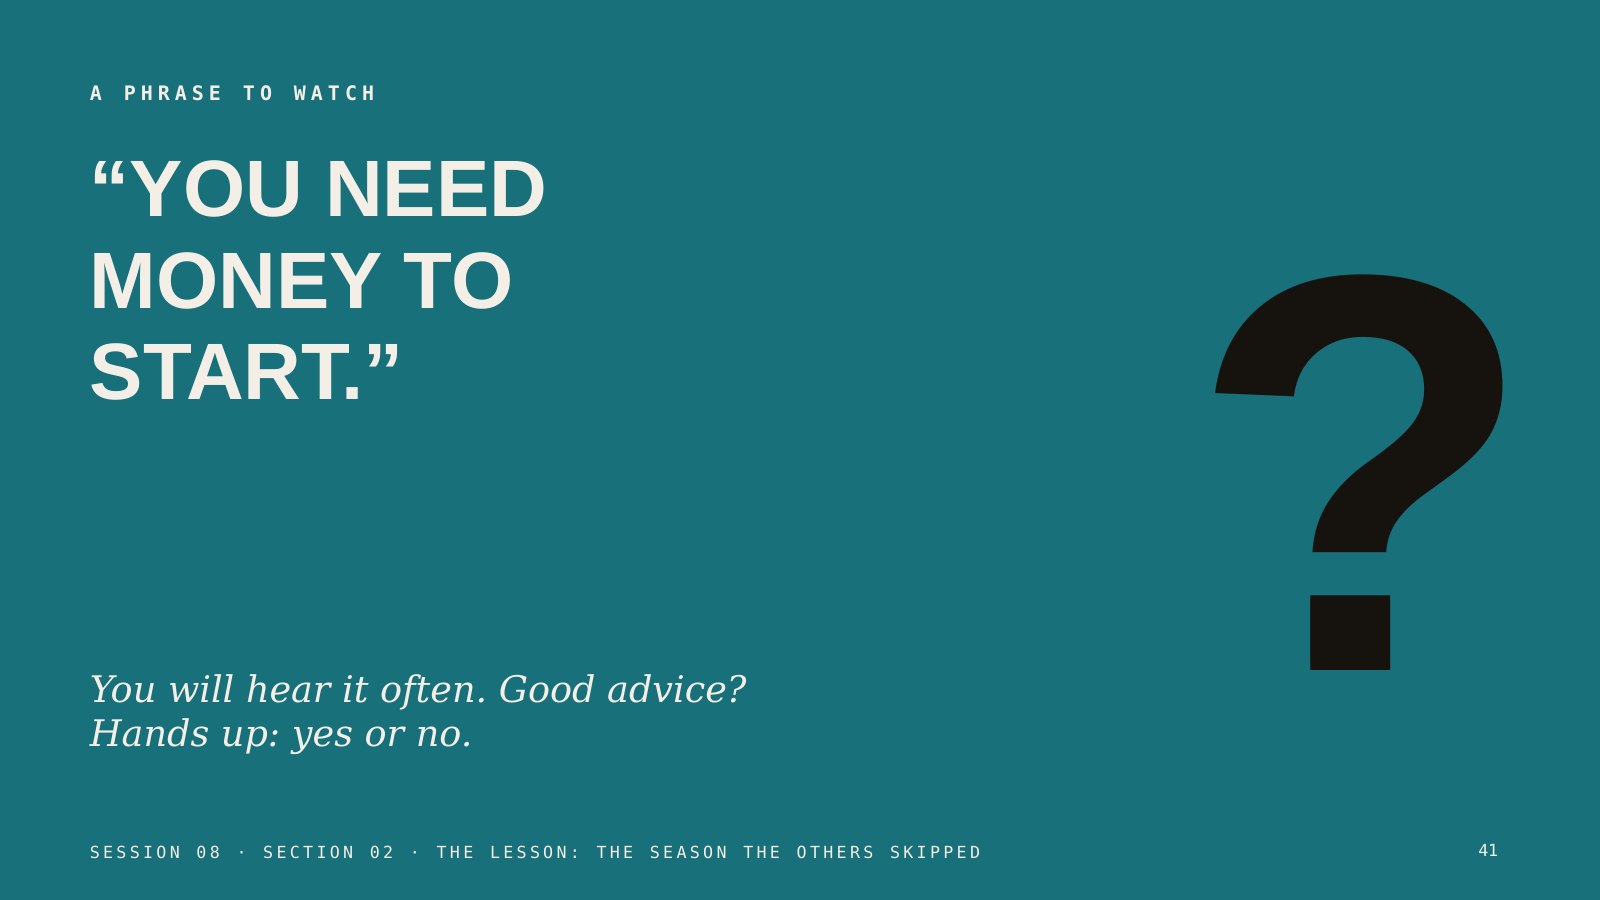 A PHRASE TO WATCH
“YOU NEED
MONEY TO
START.”
?
You will hear it often. Good advice?
Hands up: yes or no.
SESSION 08 · SECTION 02 · THE LESSON: THE SEASON THE OTHERS SKIPPED
41